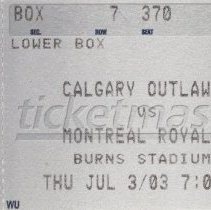 BOX 7 370
SEC. ROW SEAT
LOWER BOX
CALGARY OUTLAW
VS
ticketmas
MONTREAL ROYAL
BURNS STADIUM
THU JUL 3/03 7:0
WU